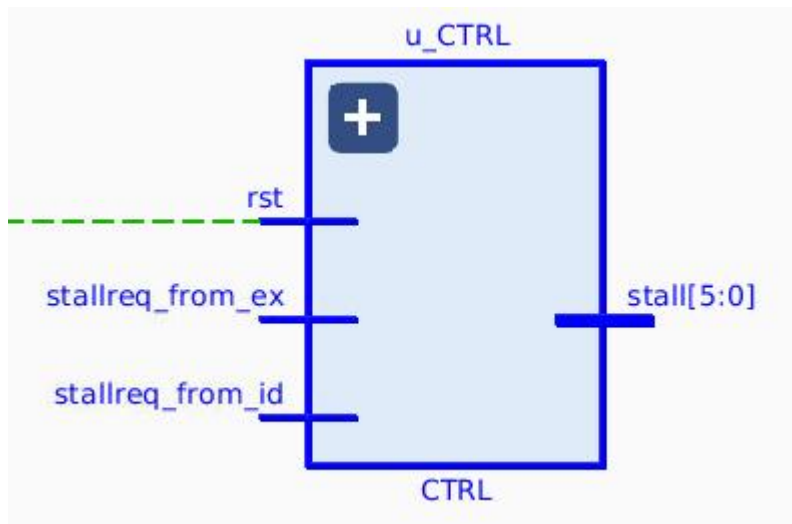 u_CTRL
rst
stallreq_from_ex
stall[5:0]
stallreq_from_id
CTRL